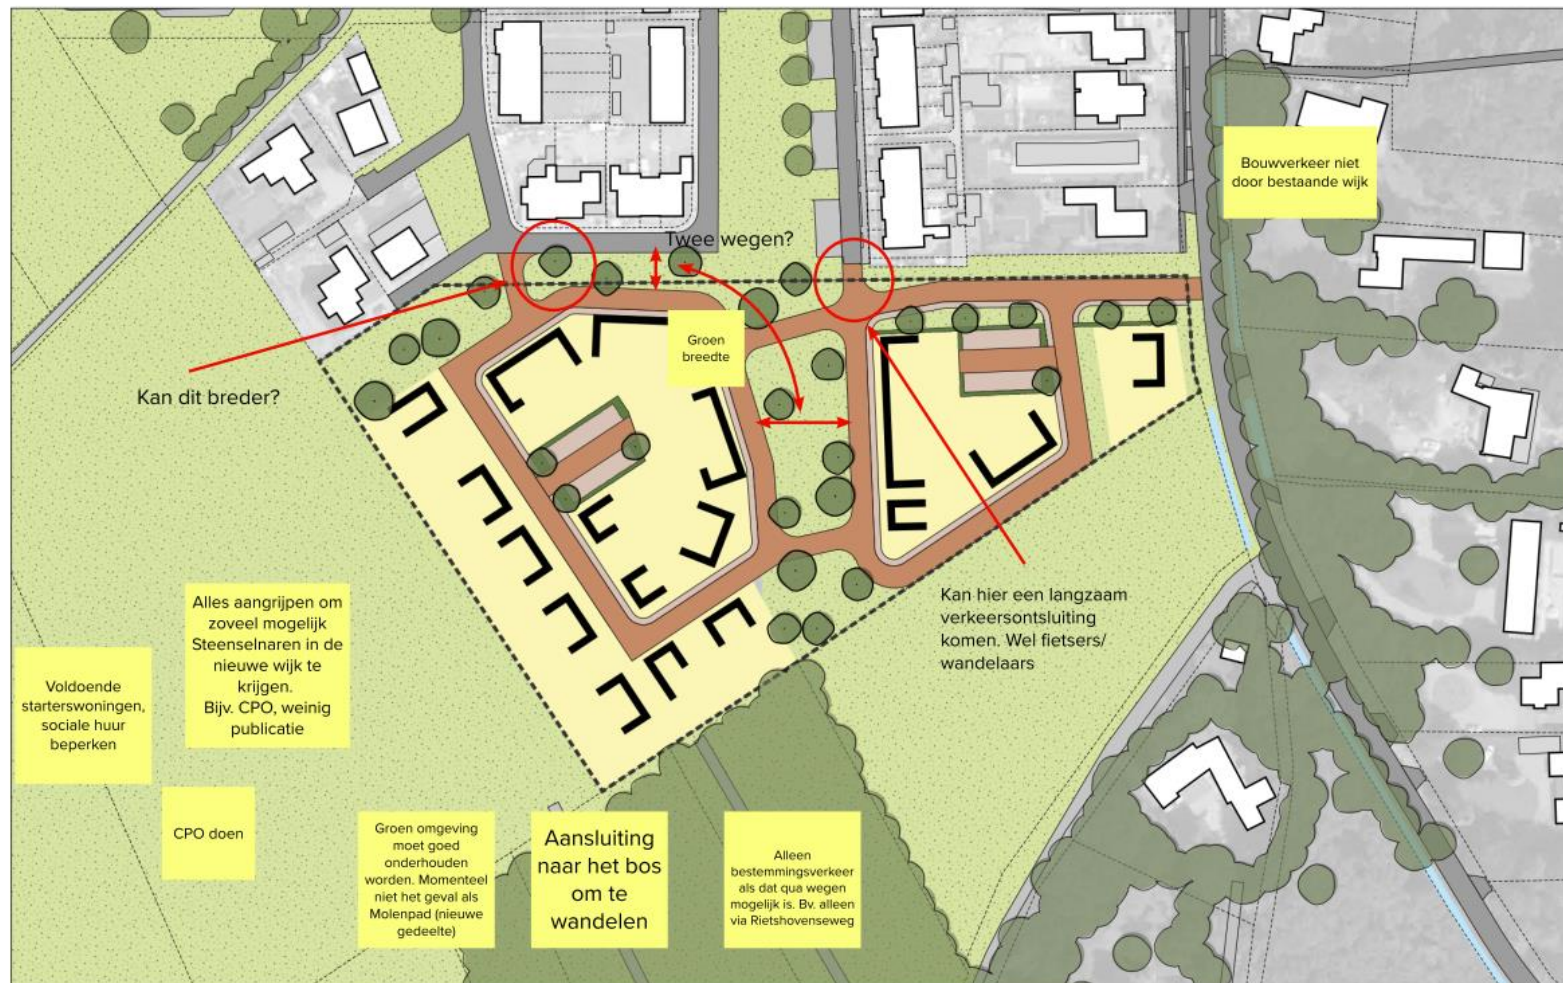 Bouwverkeer niet
door bestaande wijk
Twee wegen?
Groen
breedte
Kan dit breder?
Kan hier een langzaam
verkeersontsluiting
komen. Wel fietsers/
wandelaars
Alles aangrijpen om
zoveel mogelijk
Steenselnaren in de
nieuwe wijk te
krijgen.
Bijv. CPO, weinig
publicatie
Voldoende
starterswoningen,
sociale huur
beperken
CPO doen
Groen omgeving
moet goed
onderhouden
worden. Momenteel
niet het geval als
Molenpad (nieuwe
gedeelte)
Aansluiting
naar het bos
om te
wandelen
Alleen
bestemmingsverkeer
als dat qua wegen
mogelijk is. Bv. alleen
via Rietshovenseweg